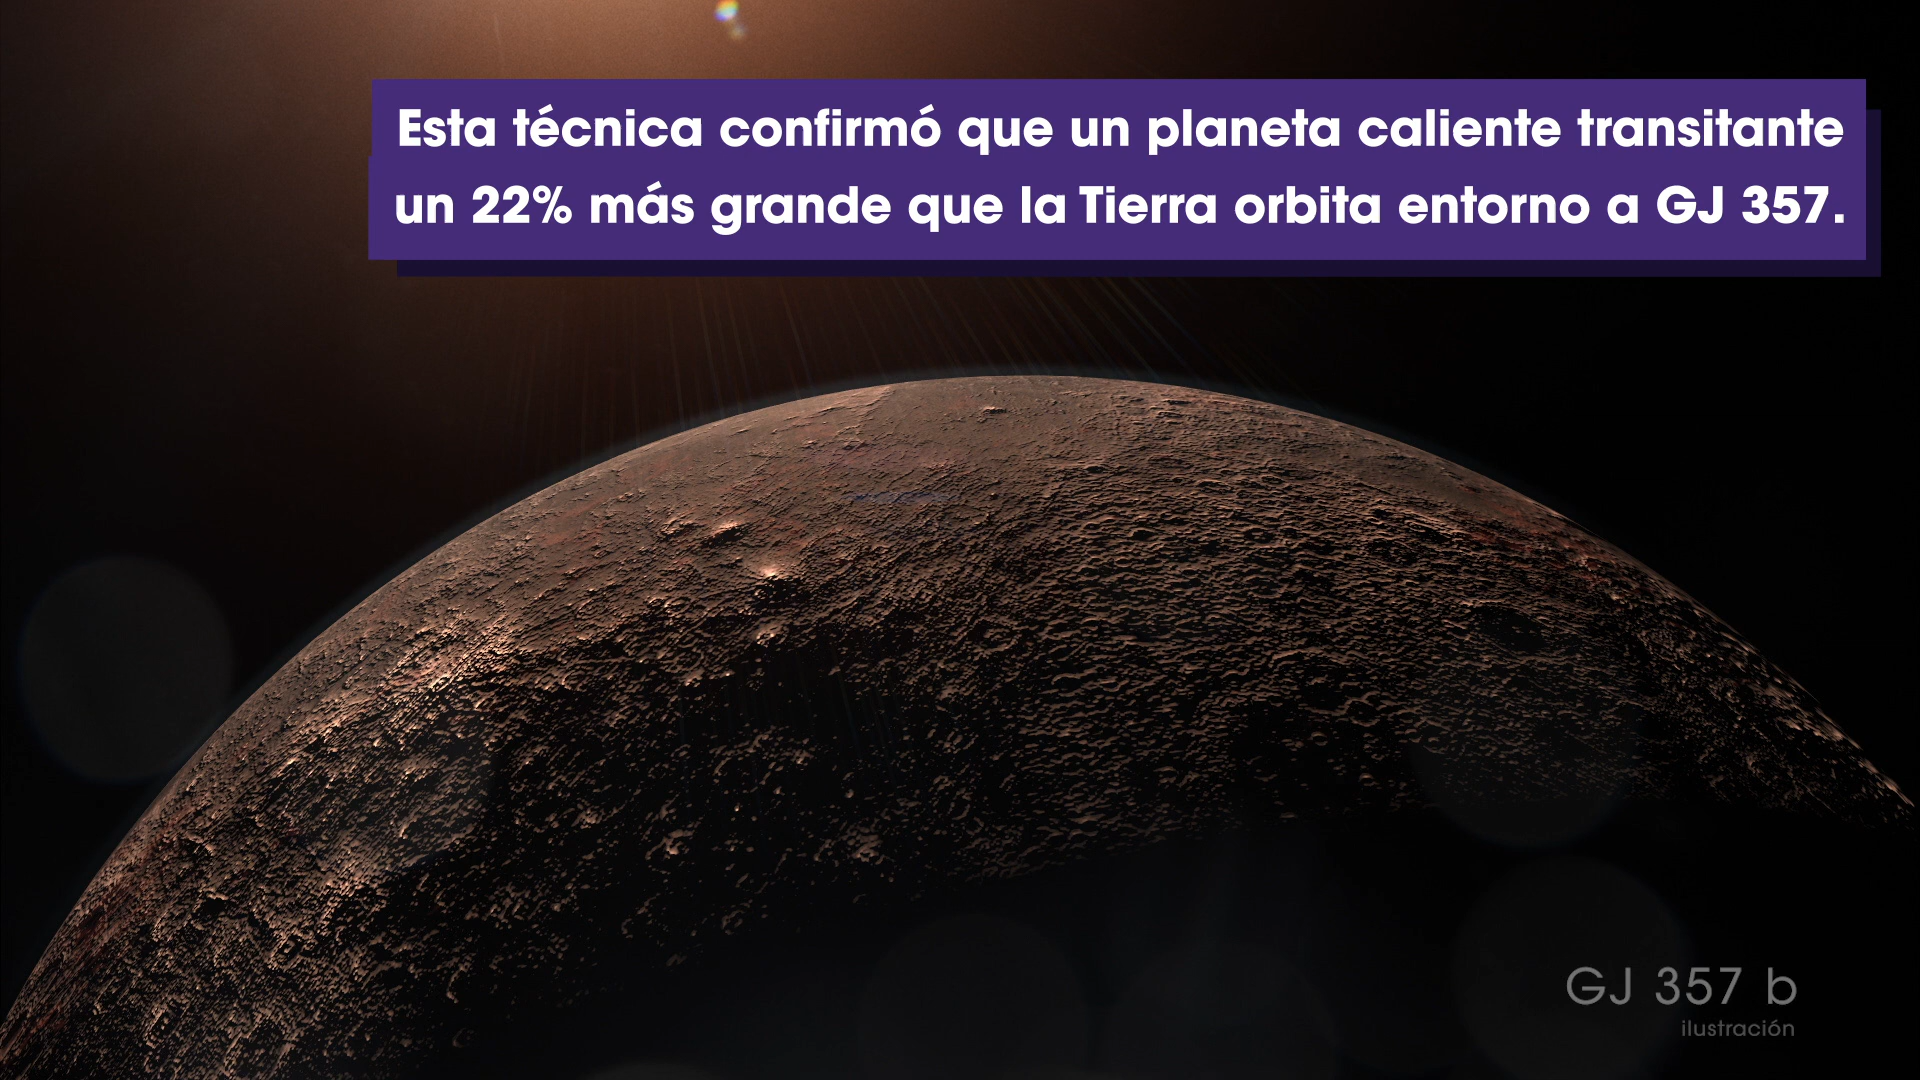 Esta técnica confirmó que un planeta caliente transitante
un 22% más grande que la Tierra orbita entorno a GJ 357.
GJ 357 b
ilustración